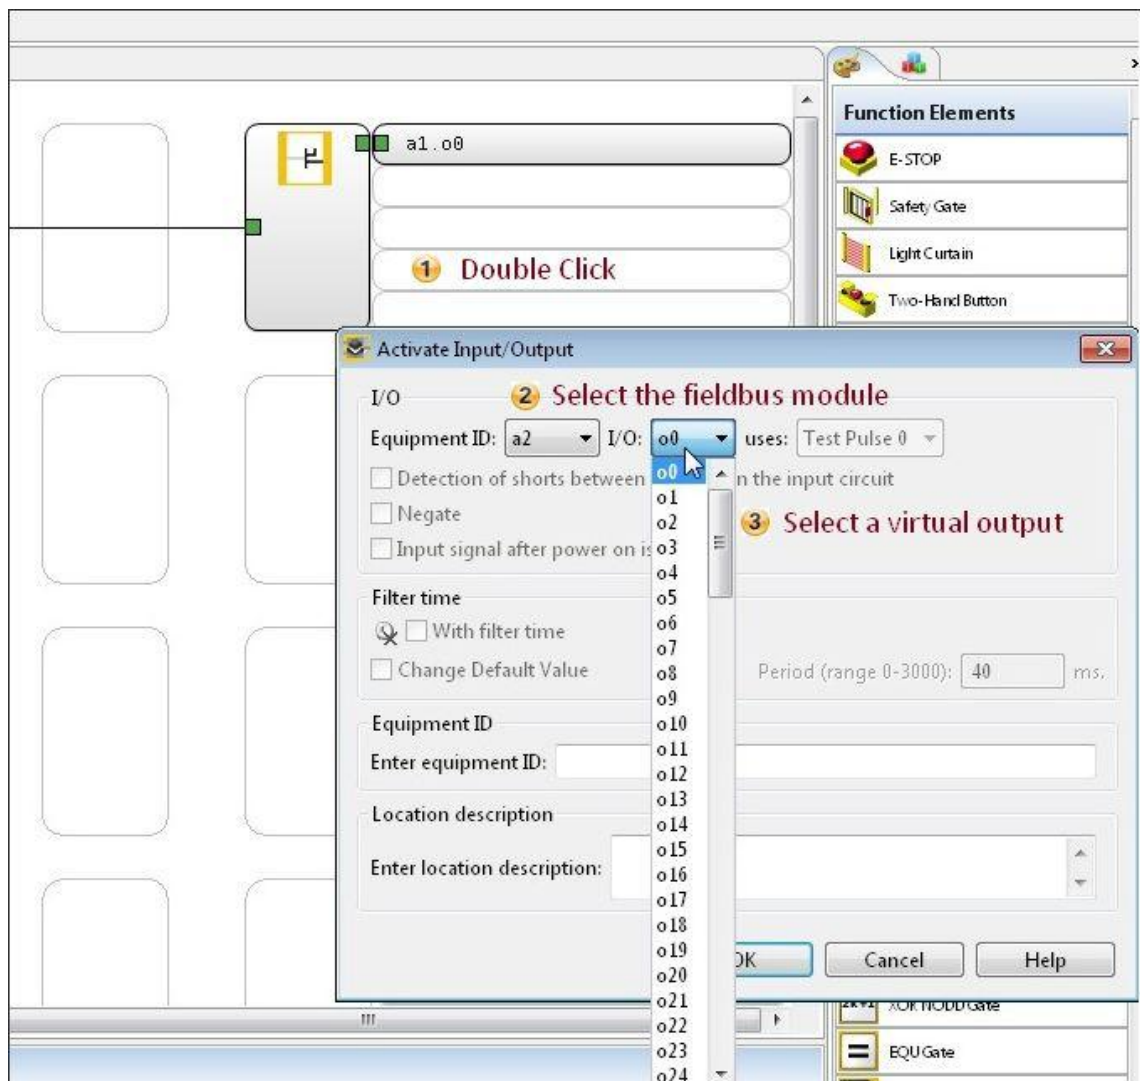 Function Elements
a1.o0
E-STOP
Safety Gate
1 Double Click
Light Curtain
Two-Hand Button
Activate Input/Output
I/O
2 Select the fieldbus module
Equipment ID: a2 I/O: o0 uses: Test Pulse 0
Detection of shorts between n the input circuit
Negate
3 Select a virtual output
Input signal after power on is
o0
o1
o2
o3
o4
o5
o6
o7
o8
o9
o10
o11
o12
o13
o14
o15
o16
o17
o18
o19
o20
o21
o22
o23
o24
Filter time
With filter time
Change Default Value
Period (range 0-3000): 40 ms.
Equipment ID
Enter equipment ID:
Location description
Enter location description:
OK Cancel Help
EQU Gate